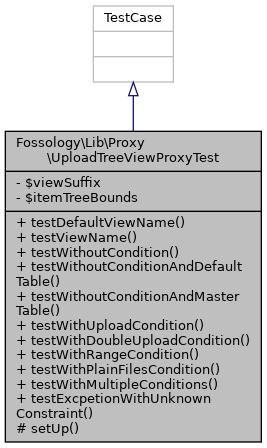 TestCase
Fossology\Lib\Proxy
\UploadTreeViewProxyTest
- $viewSuffix
- $itemTreeBounds
+ testDefaultViewName()
+ testViewName()
+ testWithoutCondition()
+ testWithoutConditionAndDefault
Table()
+ testWithoutConditionAndMaster
Table()
+ testWithUploadCondition()
+ testWithDoubleUploadCondition()
+ testWithRangeCondition()
+ testWithPlainFilesCondition()
+ testWithMultipleConditions()
+ testExcpetionWithUnknown
Constraint()
# setUp()